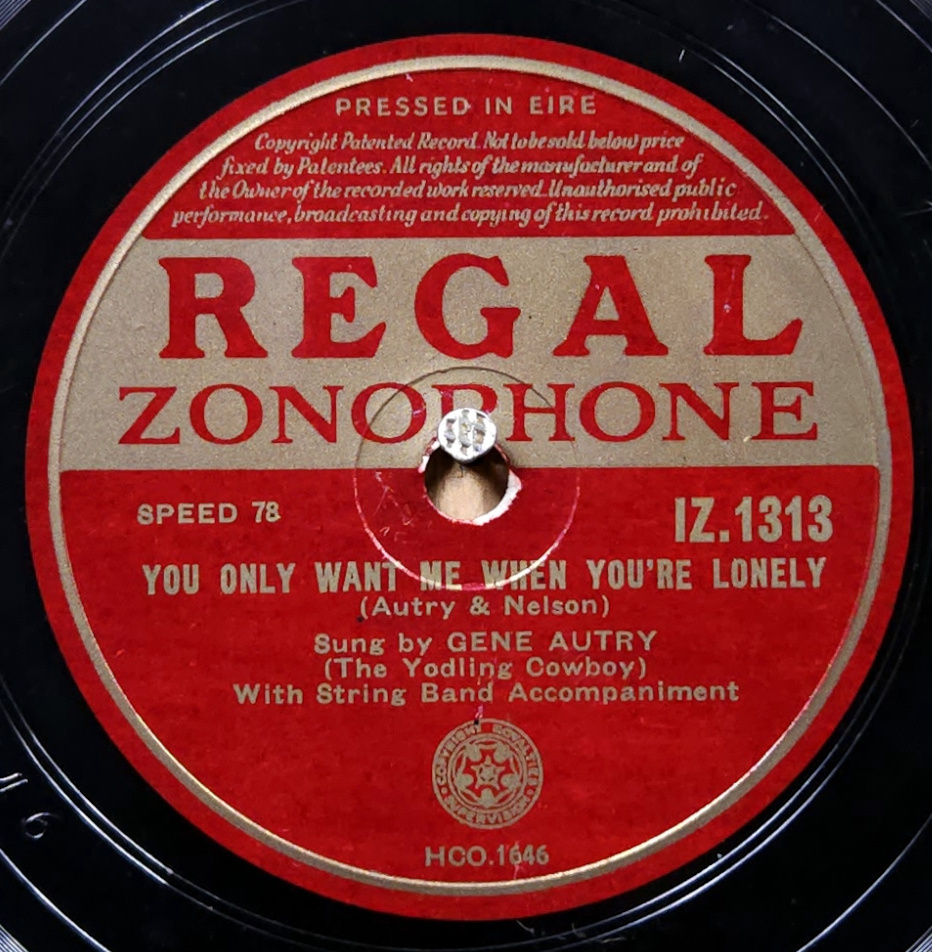 PRESSED IN EIRE
Copyright Patented Record. Not to be sold below price
fixed by Patentees. All rights of the manufacturer and of
the Owner of the recorded work reserved. Unauthorised public
performance, broadcasting and copying of this record prohibited.
REGAL
ZONOPHONE
SPEED 78
IZ.1313
YOU ONLY WANT ME WHEN YOU'RE LONELY
(Autry & Nelson)
Sung by GENE AUTRY
(The Yodling Cowboy)
With String Band Accompaniment
COPYRIGHT ROYALTIES
SUPERVISION
HCO.1646